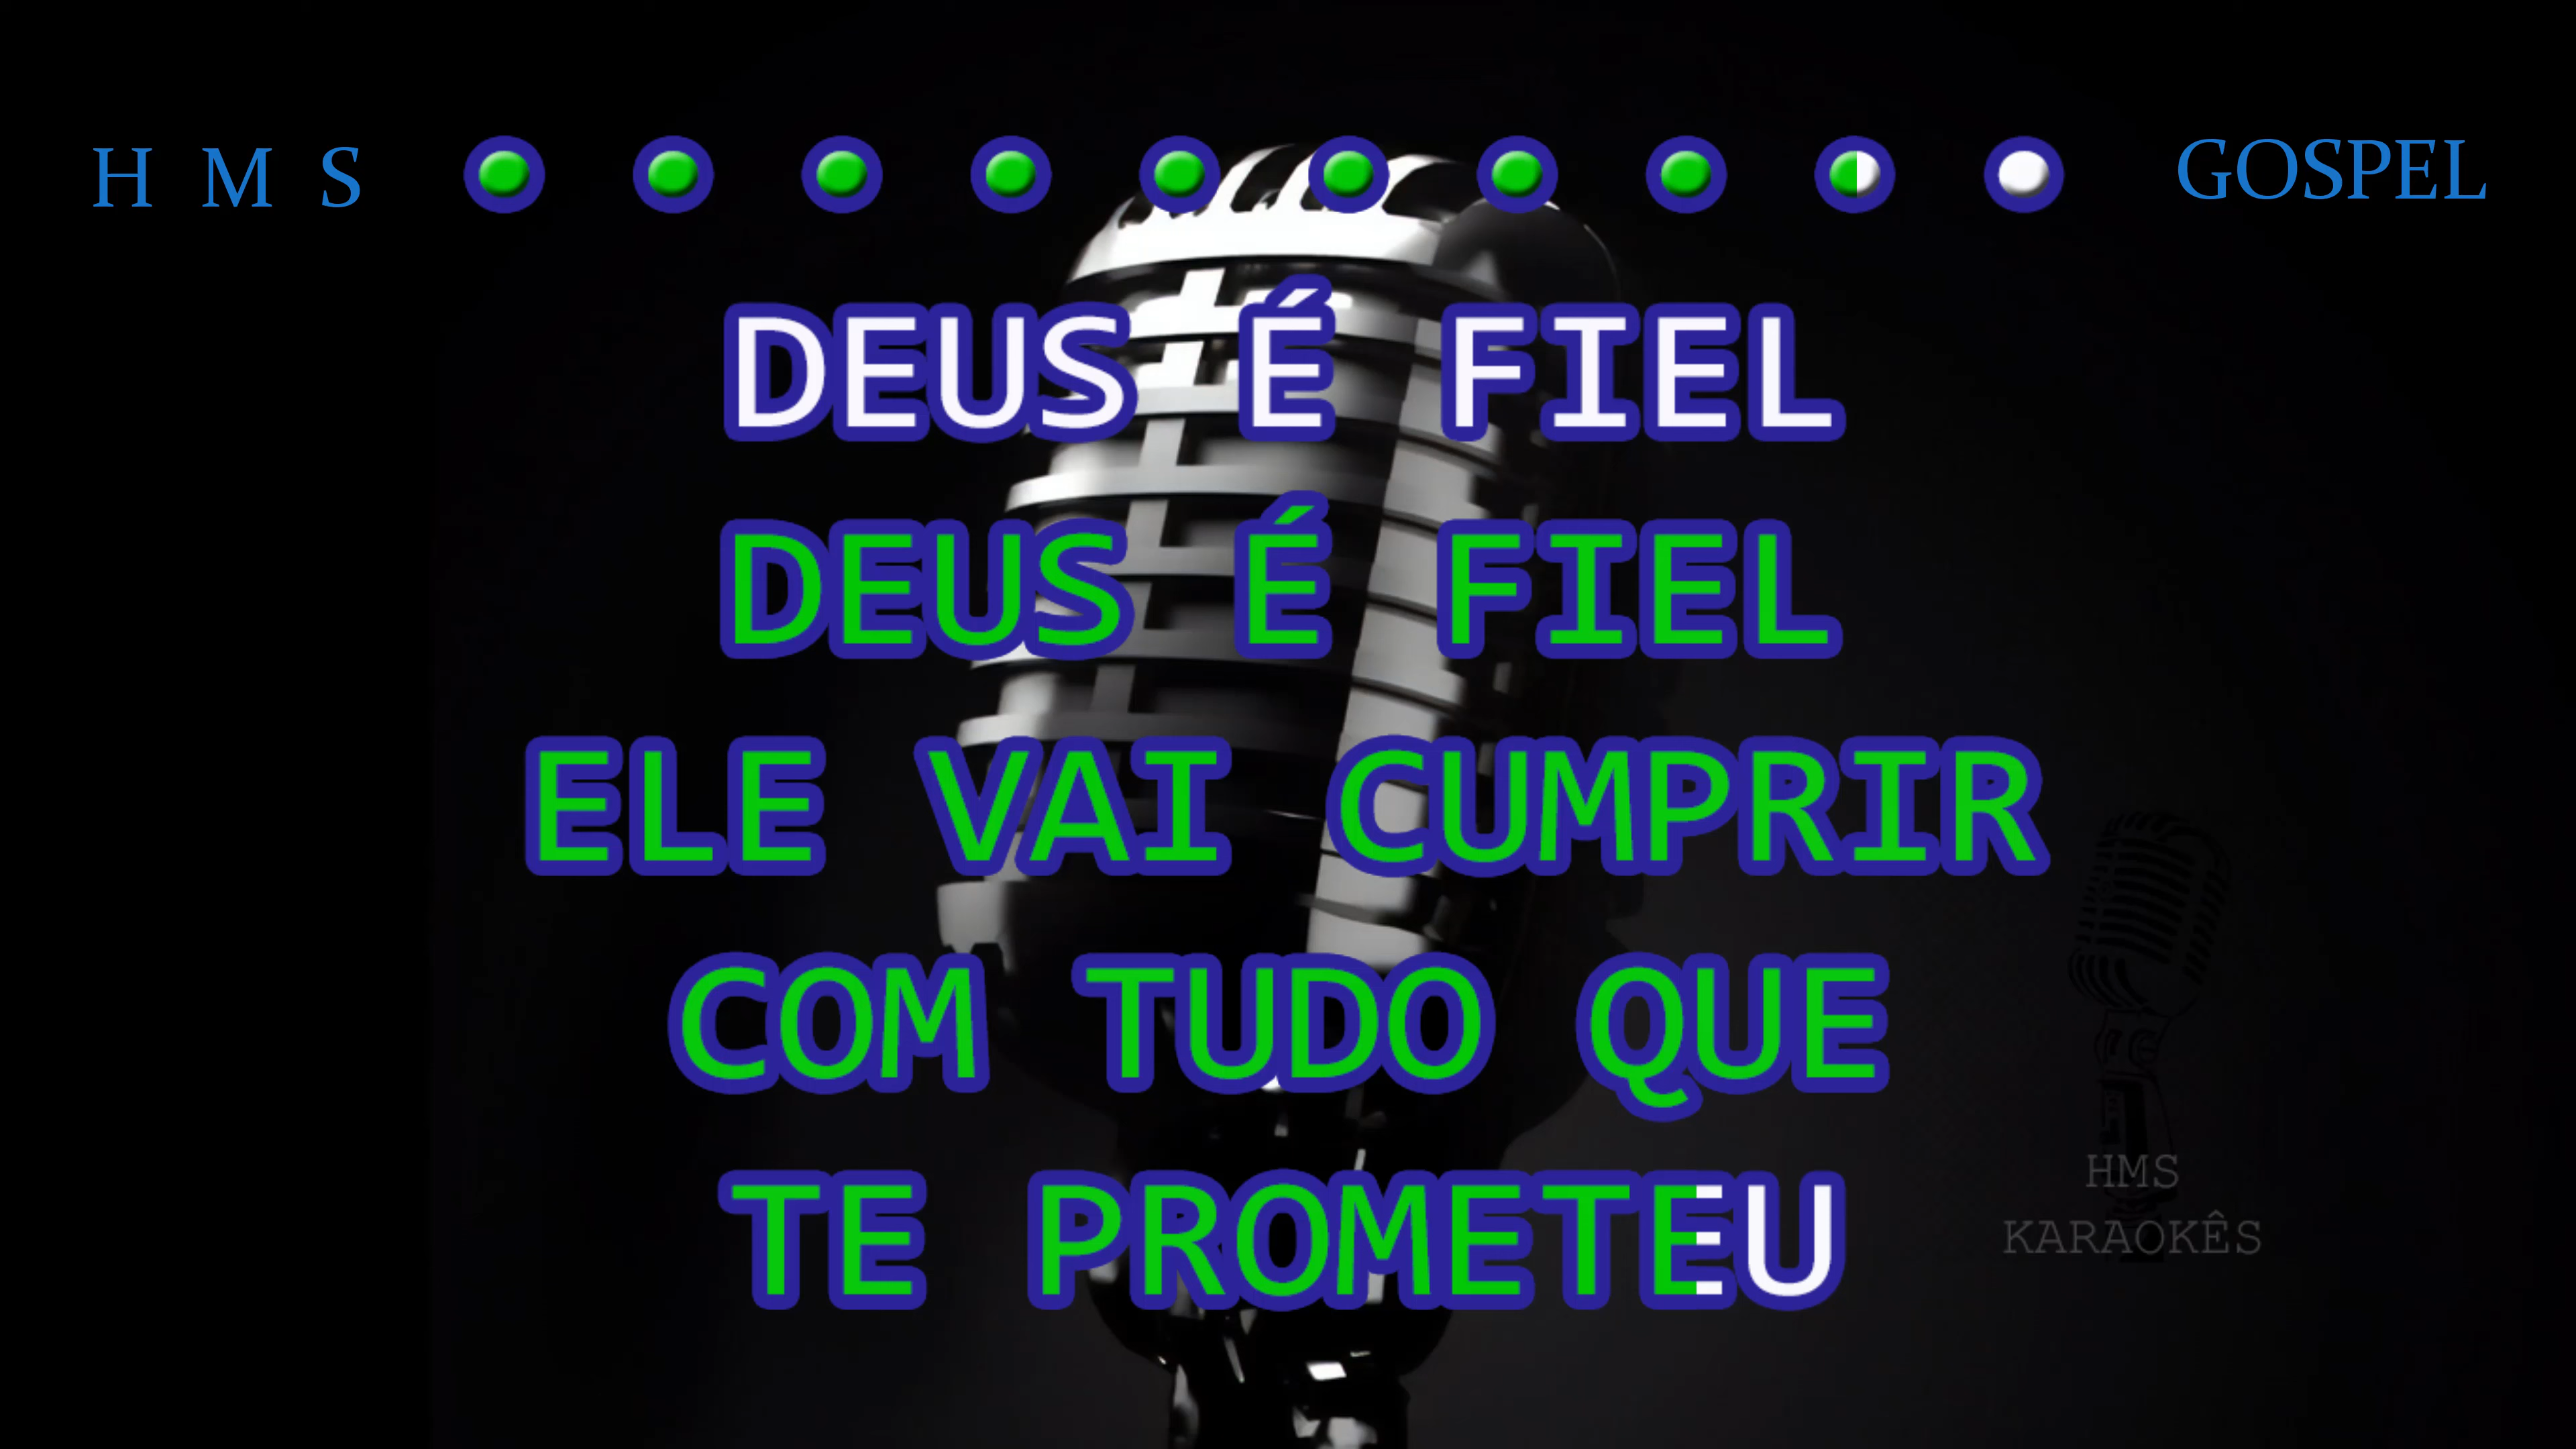 H M S GOSPEL
DEUS É FIEL
DEUS É FIEL
ELE VAI CUMPRIR
COM TUDO QUE
TE PROMETEU
HMS
KARAOKÊS